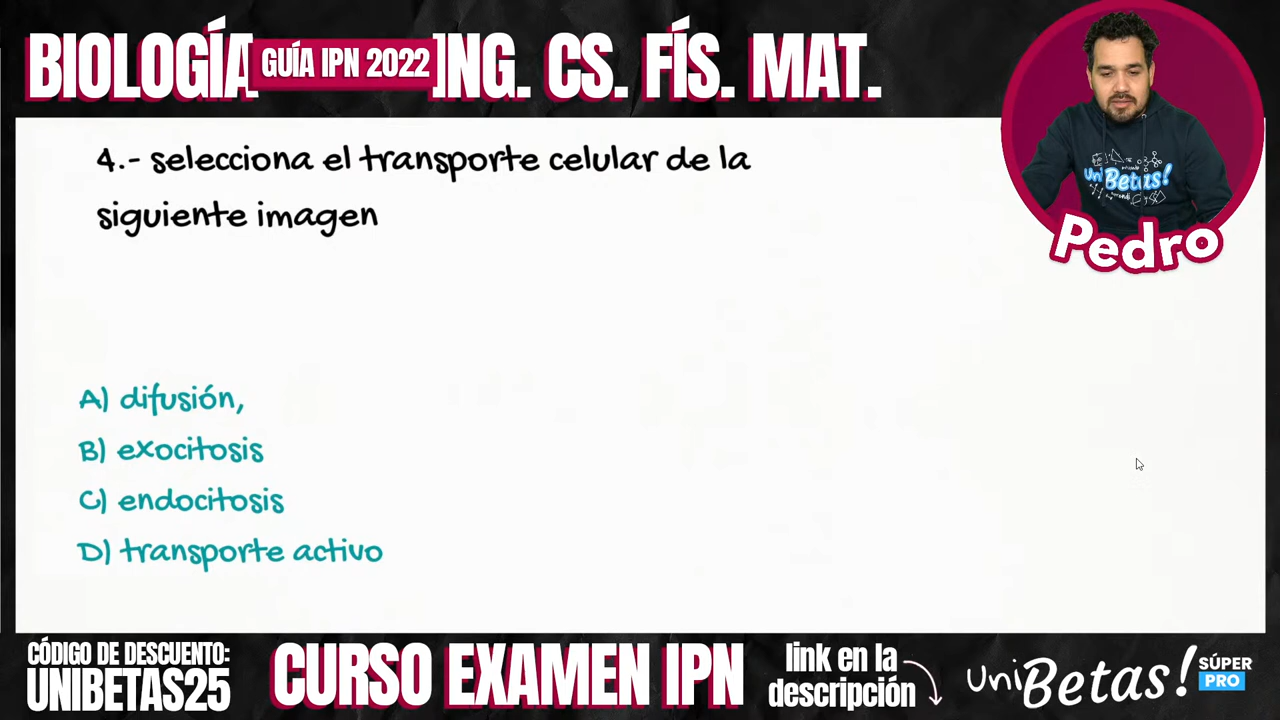 BIOLOGÍA [GUÍA IPN 2022] ING. CS. FÍS. MAT.
4.- selecciona el transporte celular de la
siguiente imagen
uniBetas!
Pedro
A) difusión,
B) exocitosis
C) endocitosis
D) transporte activo
CÓDIGO DE DESCUENTO:
UNIBETAS25
CURSO EXAMEN IPN
link en la
descripción
uniBetas!
SÚPER
PRO